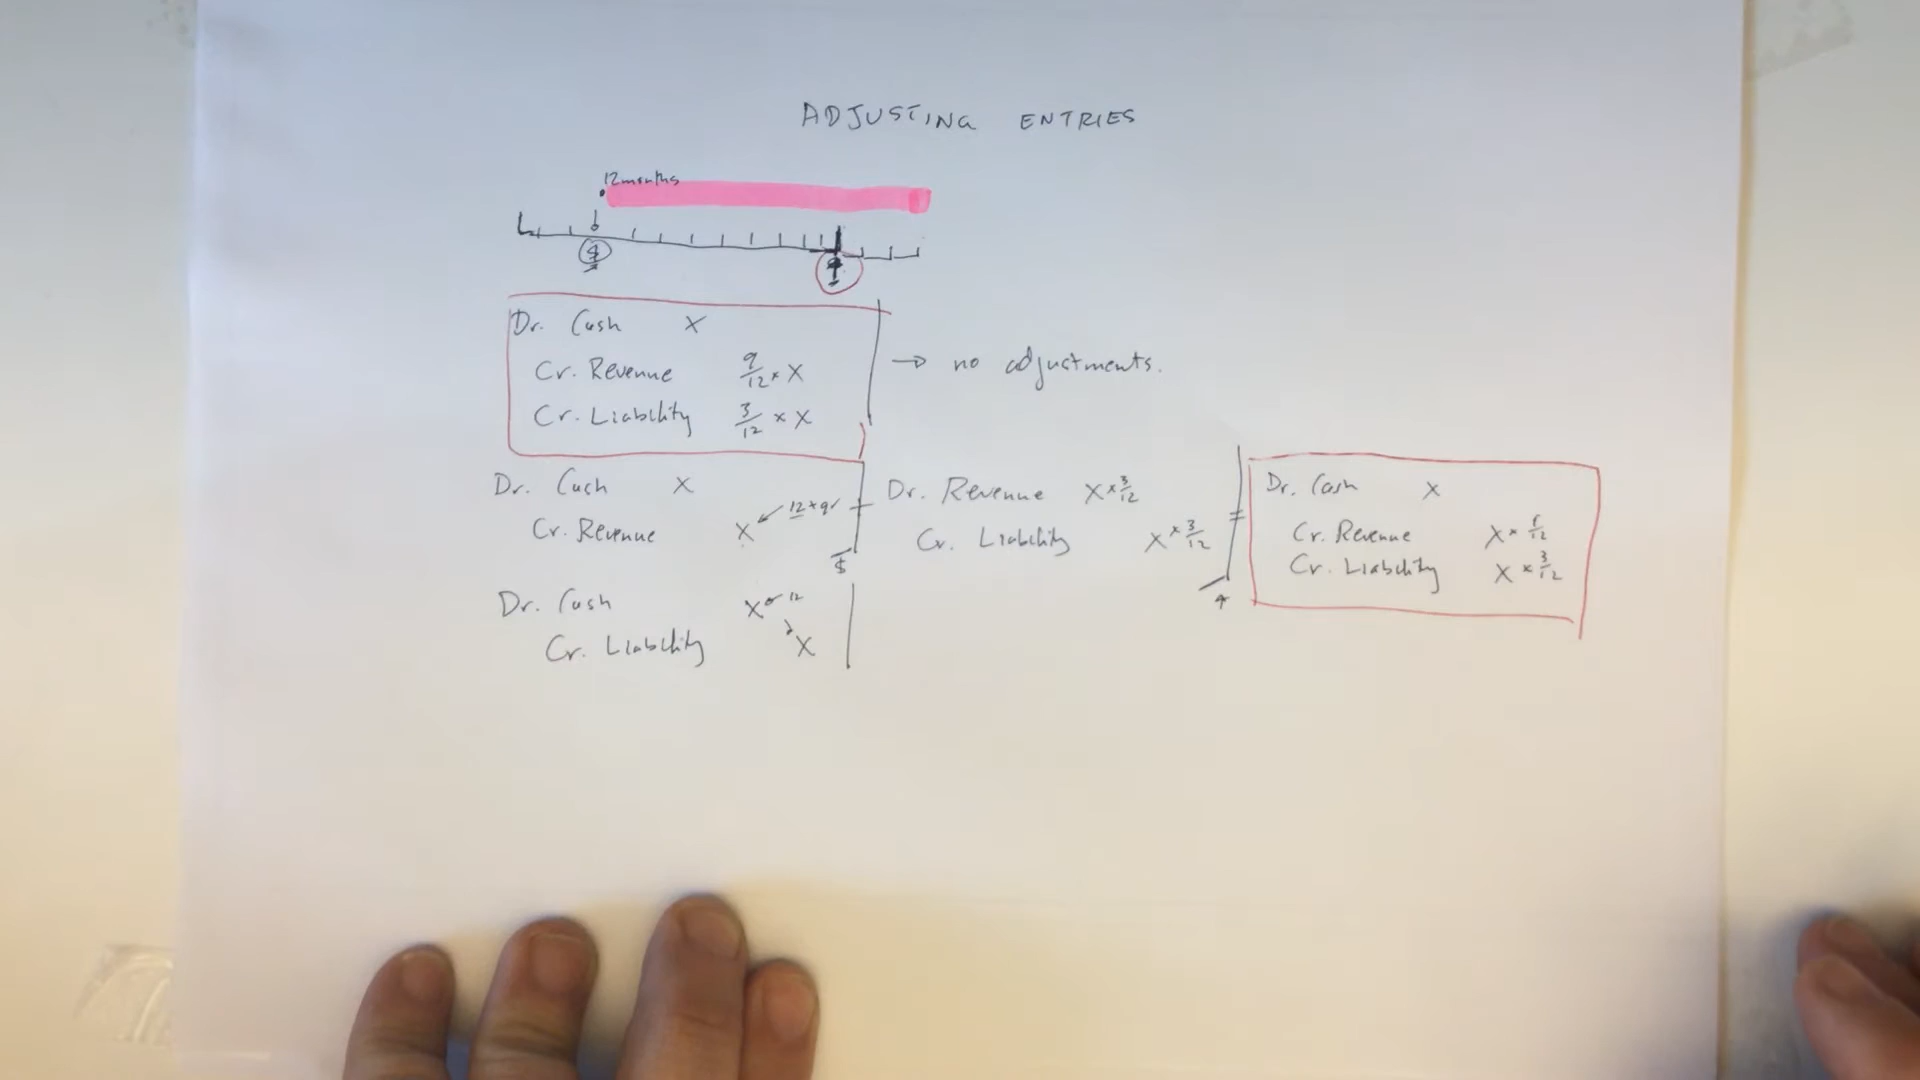 ADJUSTING ENTRIES
12 months
Dr. Cash X
Cr. Revenue 9/12 × X
Cr. Liability 3/12 × X
→ no adjustments.
Dr. Cash X
Cr. Revenue X ← 12
Dr. Revenue X × 3/12
Cr. Liability X × 3/12
=
Dr. Cash X
Cr. Revenue X ×
Cr. Liability X × 3/12
Dr. Cash X ← 12
Cr. Liability X